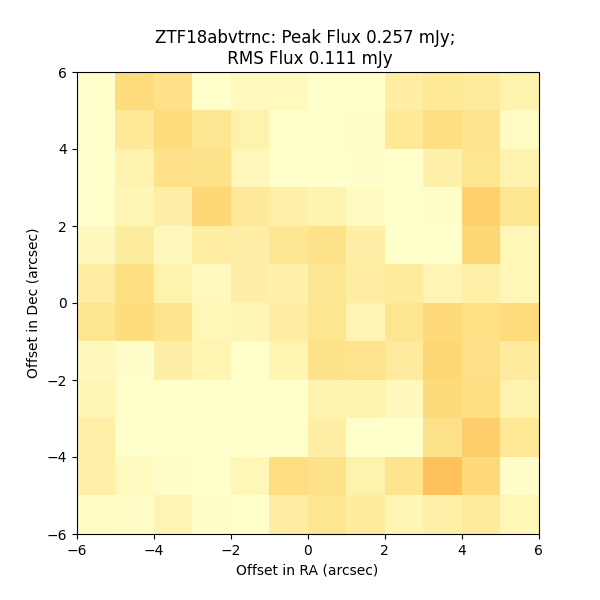 ZTF18abvtrnc: Peak Flux 0.257 mJy;
RMS Flux 0.111 mJy
6
4
2
0
−2
−4
−6
Offset in Dec (arcsec)
−6 −4 −2 0 2 4 6
Offset in RA (arcsec)